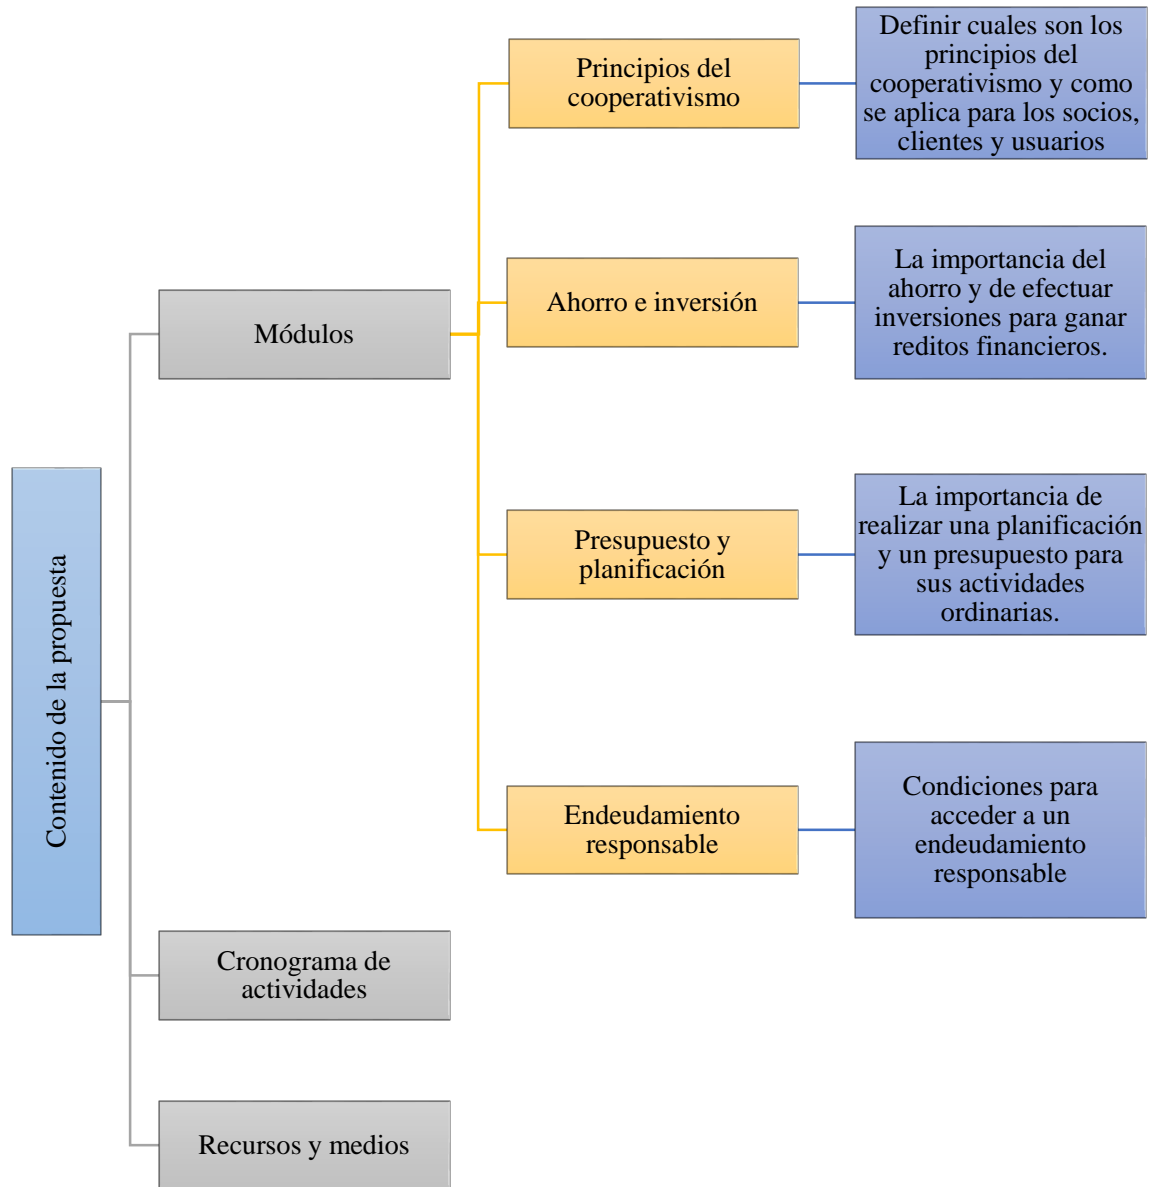 Contenido de la propuesta
Módulos
Principios del
cooperativismo
Definir cuales son los
principios del
cooperativismo y como
se aplica para los socios,
clientes y usuarios
Ahorro e inversión
La importancia del
ahorro y de efectuar
inversiones para ganar
reditos financieros.
Presupuesto y
planificación
La importancia de
realizar una planificación
y un presupuesto para
sus actividades
ordinarias.
Endeudamiento
responsable
Condiciones para
acceder a un
endeudamiento
responsable
Cronograma de
actividades
Recursos y medios